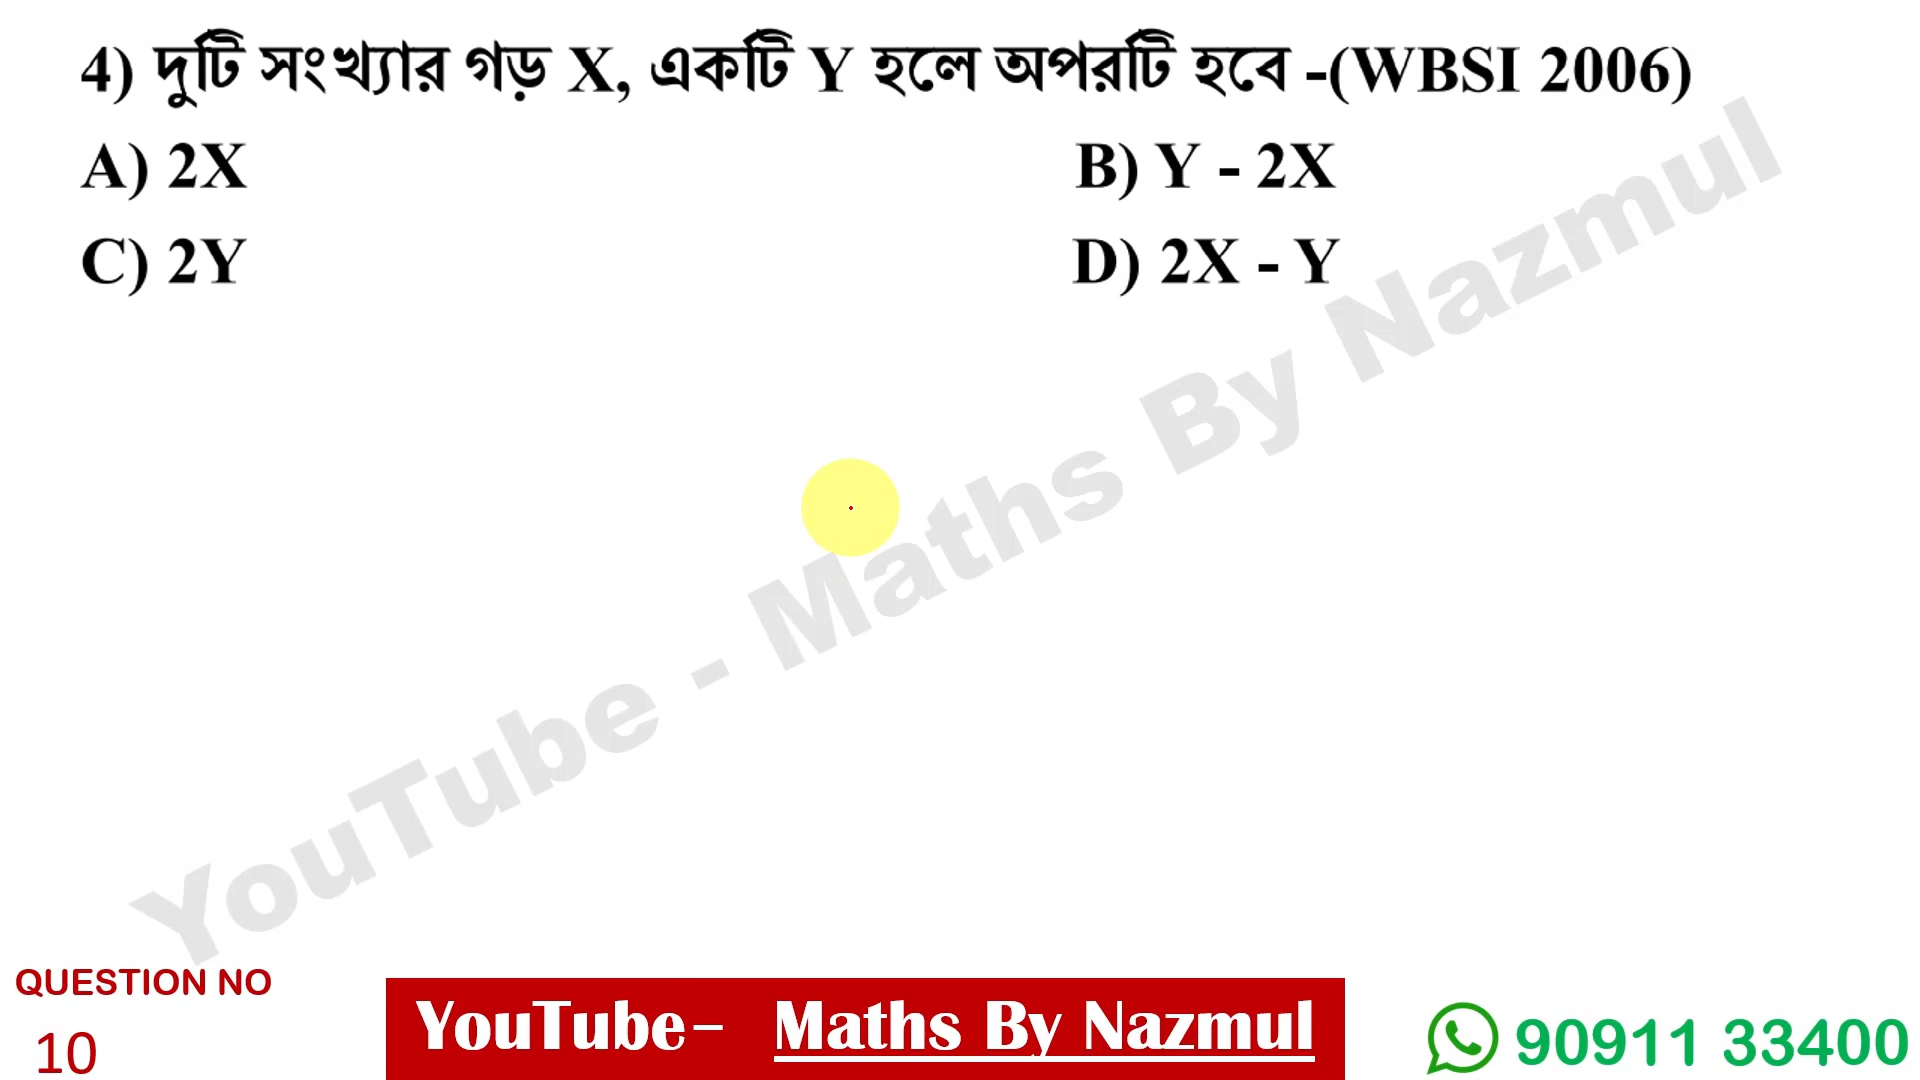 4) দুটি সংখ্যার গড় X, একটি Y হলে অপরটি হবে -(WBSI 2006)
A) 2X B) Y - 2X
C) 2Y D) 2X - Y
YouTube - Maths By Nazmul
QUESTION NO
10
YouTube– Maths By Nazmul
90911 33400